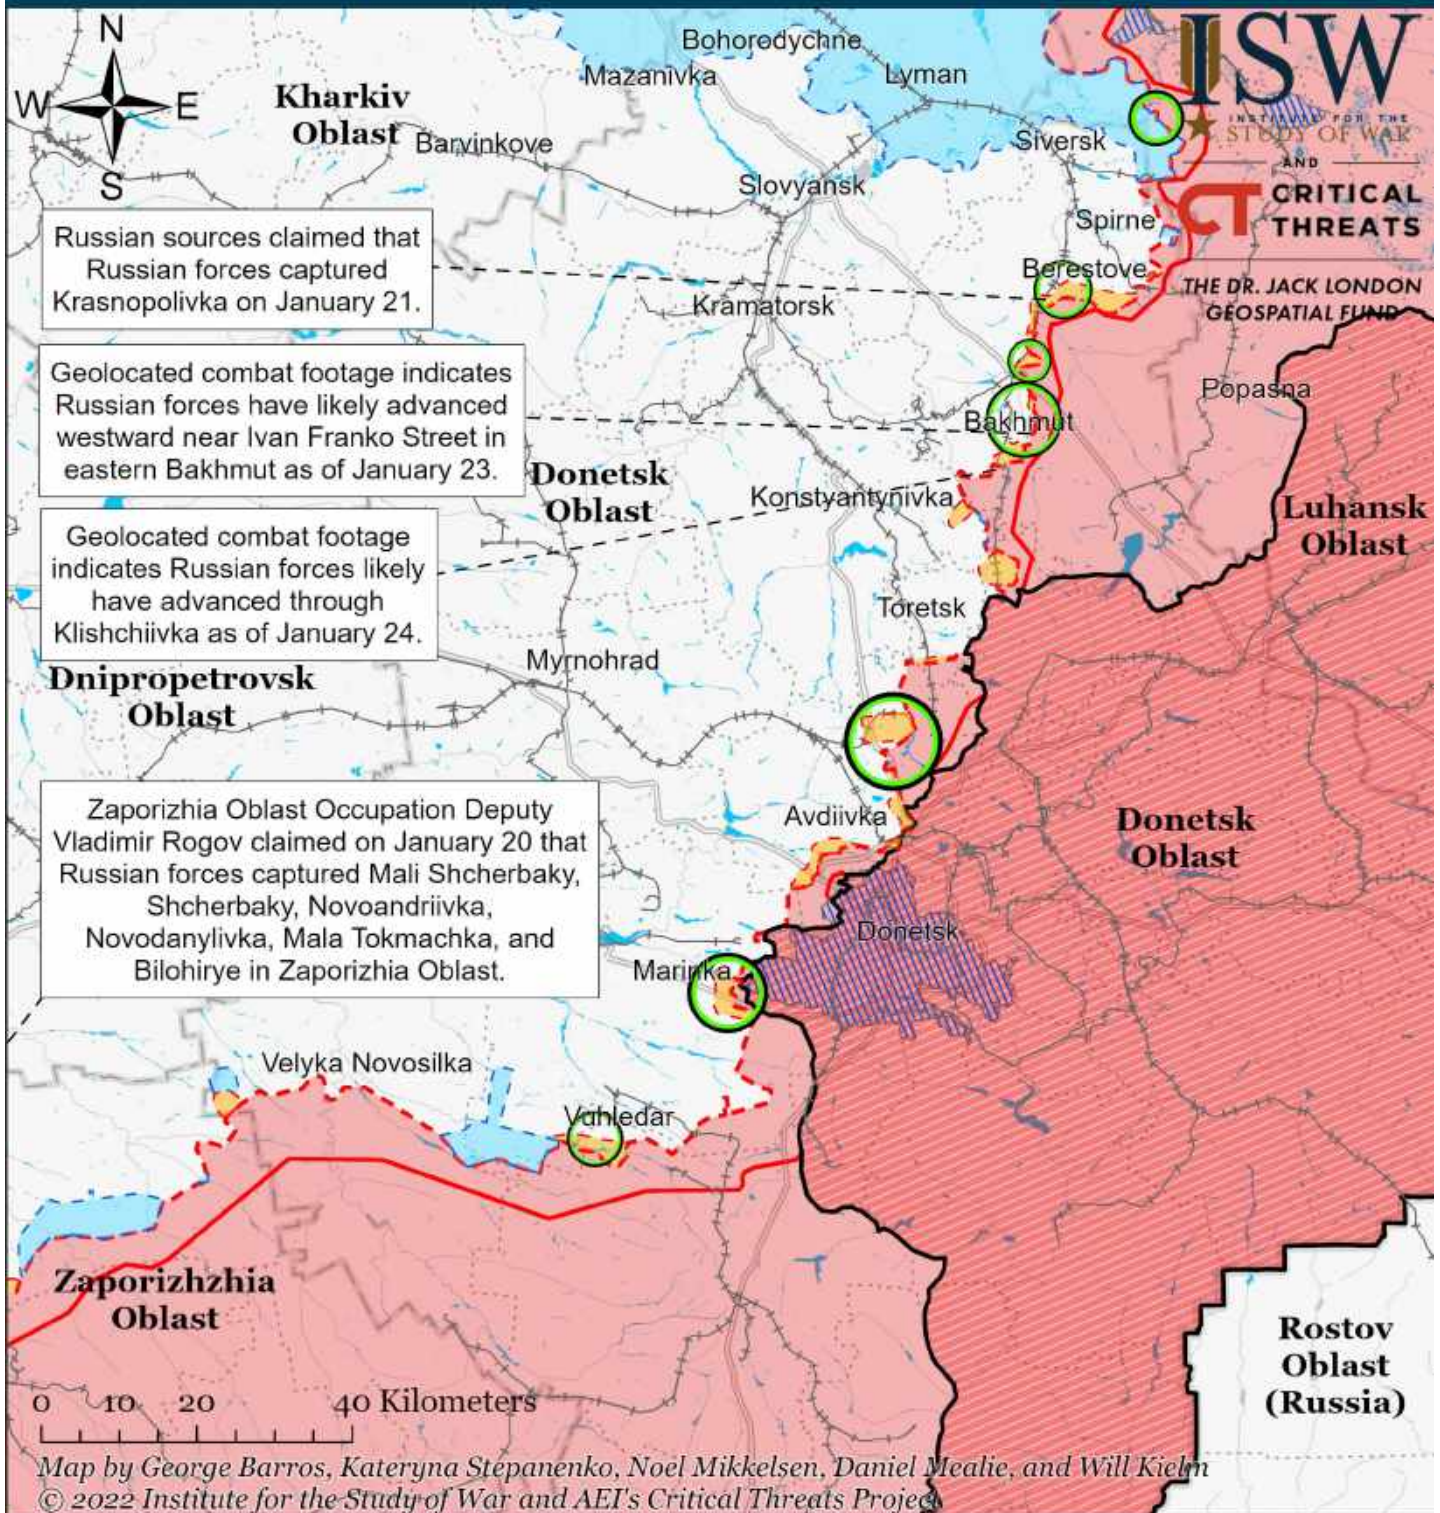 N
W
E
S
Kharkiv
Oblast
Bohorodychne
Mazanivka
Lyman
Barvinkove
Siversk
Slovyansk
Spirne
Berestove
Kramatorsk
ISW
INSTITUTE FOR THE
STUDY OF WAR
AND
CT CRITICAL
THREATS
THE DR. JACK LONDON
GEOSPATIAL FUND
Russian sources claimed that
Russian forces captured
Krasnopolivka on January 21.
Geolocated combat footage indicates
Russian forces have likely advanced
westward near Ivan Franko Street in
eastern Bakhmut as of January 23.
Popasna
Bakhmut
Donetsk
Oblast
Konstyantynivka
Luhansk
Oblast
Geolocated combat footage
indicates Russian forces likely
have advanced through
Klishchiivka as of January 24.
Toretsk
Myrnohrad
Dnipropetrovsk
Oblast
Zaporizhia Oblast Occupation Deputy
Vladimir Rogov claimed on January 20 that
Russian forces captured Mali Shcherbaky,
Shcherbaky, Novoandriivka,
Novodanylivka, Mala Tokmachka, and
Bilohirye in Zaporizhia Oblast.
Avdiivka
Donetsk
Oblast
Donetsk
Marinka
Velyka Novosilka
Vuhledar
Zaporizhzhia
Oblast
Rostov
Oblast
(Russia)
0 10 20 40 Kilometers
Map by George Barros, Kateryna Stepanenko, Noel Mikkelsen, Daniel Mealie, and Will Kielm
© 2022 Institute for the Study of War and AEI's Critical Threats Project